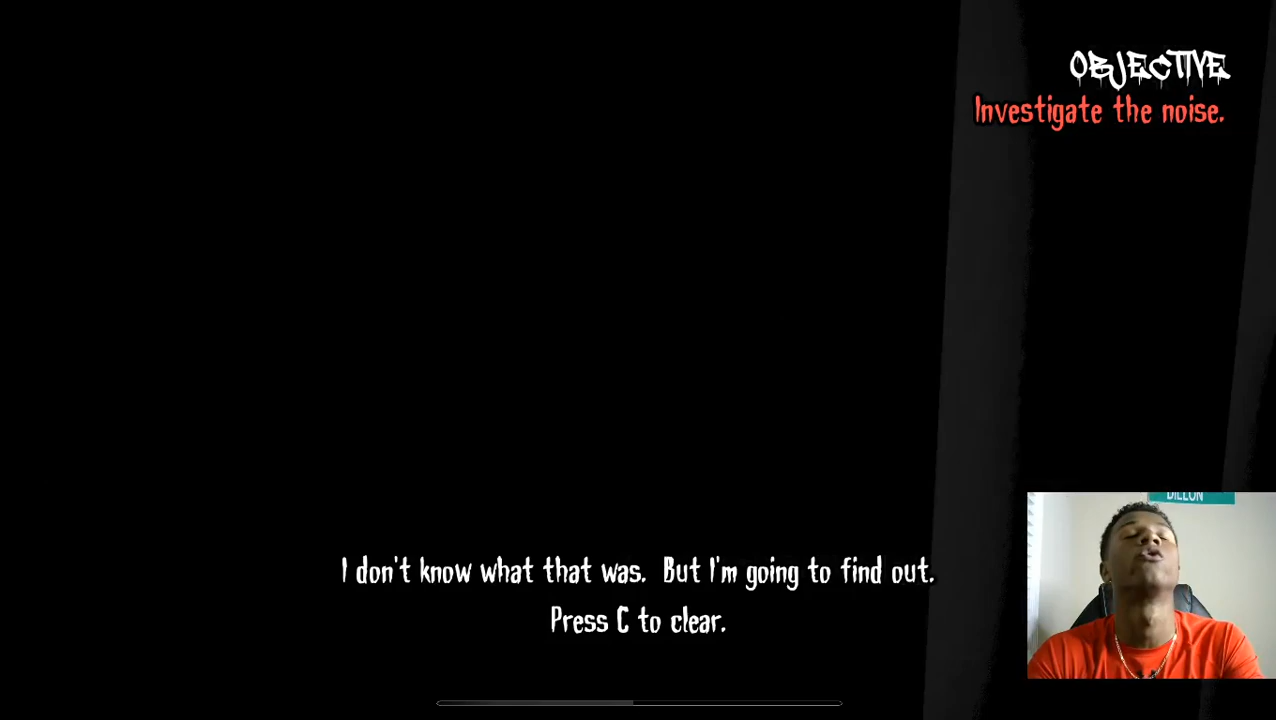 OBJECTIVE
Investigate the noise.
DILLON
I don't know what that was.  But I'm going to find out.
Press C to clear.